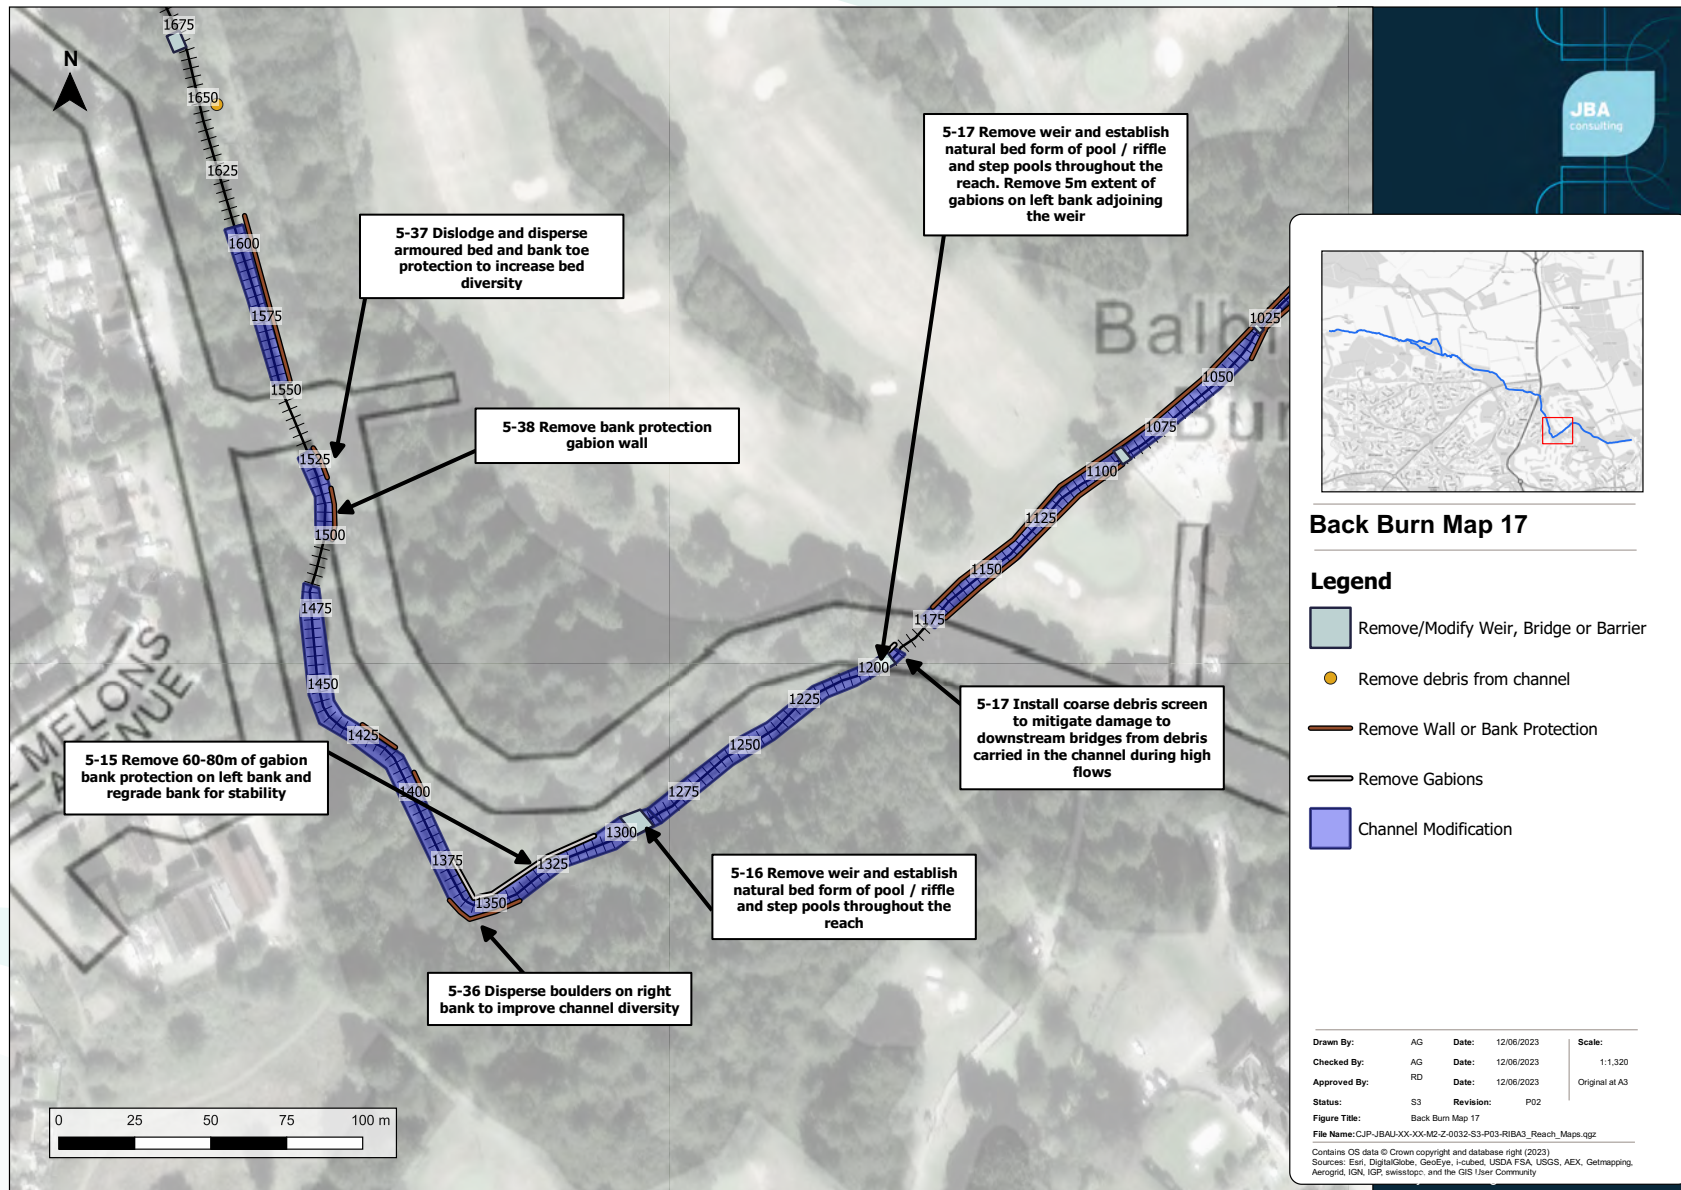 N
1675
1650
1625
1600
1575
1550
1525
1500
1475
1450
1425
1400
1375
1350
1325
1300
1275
1250
1225
1200
1175
1150
1125
1100
1075
1050
1025
5-37 Dislodge and disperse
armoured bed and bank toe
protection to increase bed
diversity
5-38 Remove bank protection
gabion wall
5-17 Remove weir and establish
natural bed form of pool / riffle
and step pools throughout the
reach. Remove 5m extent of
gabions on left bank adjoining
the weir
5-17 Install coarse debris screen
to mitigate damage to
downstream bridges from debris
carried in the channel during high
flows
5-15 Remove 60-80m of gabion
bank protection on left bank and
regrade bank for stability
5-16 Remove weir and establish
natural bed form of pool / riffle
and step pools throughout the
reach
5-36 Disperse boulders on right
bank to improve channel diversity
MELONS
0 25 50 75 100 m
JBA
consulting
Back Burn Map 17
Legend
Remove/Modify Weir, Bridge or Barrier
Remove debris from channel
Remove Wall or Bank Protection
Remove Gabions
Channel Modification
Drawn By: AG Date: 12/06/2023 Scale:
Checked By: AG Date: 12/06/2023 1:1,320
Approved By: RD Date: 12/06/2023 Original at A3
Status: S3 Revision: P02
Figure Title: Back Burn Map 17
File Name: CJP-JBAU-XX-XX-M2-Z-0032-S3-P03-RIBA3_Reach_Maps.qgz
Contains OS data © Crown copyright and database right (2023)
Sources: Esri, DigitalGlobe, GeoEye, i-cubed, USDA FSA, USGS, AEX, Getmapping,
Aerogrid, IGN, IGP, swisstopc. and the GIS User Community